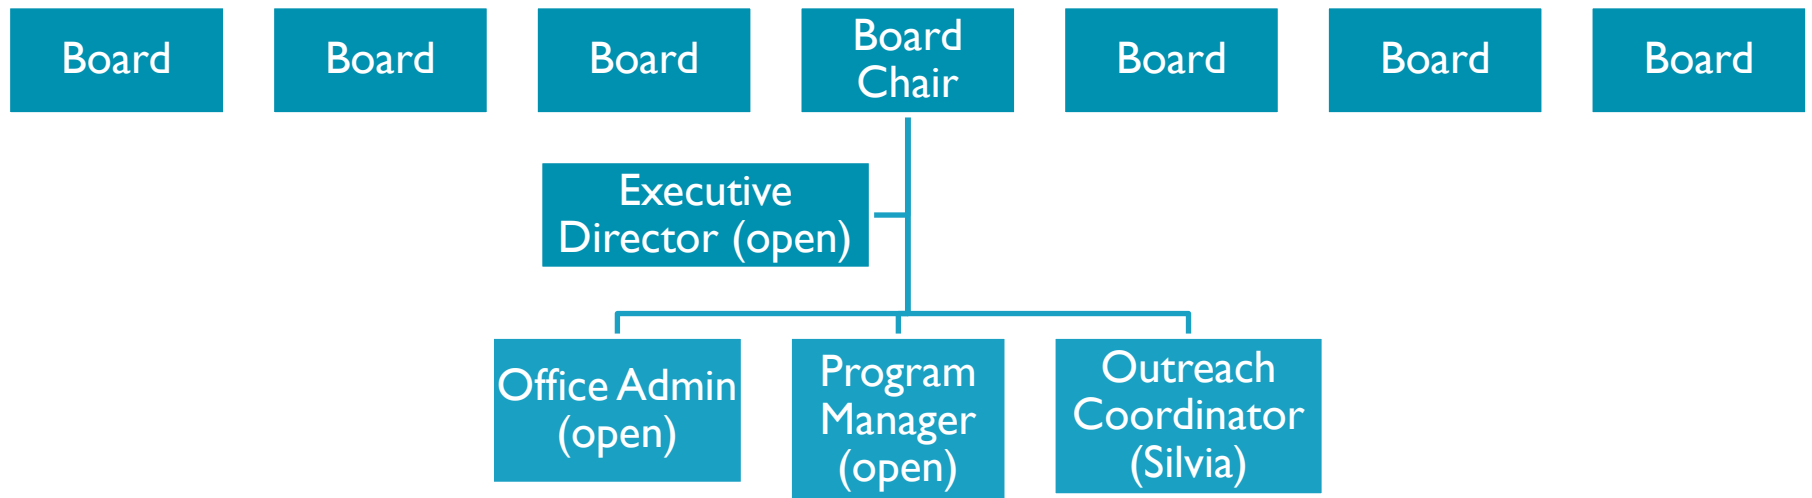 Board
Board
Board
Board
Chair
Board
Board
Board
Executive
Director (open)
Office Admin
(open)
Program
Manager
(open)
Outreach
Coordinator
(Silvia)